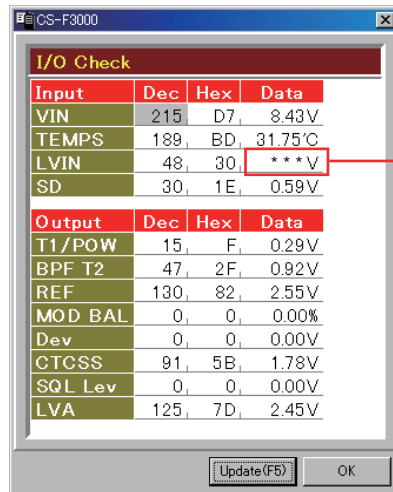 CS-F3000
I/O Check
Input Dec Hex Data
VIN 215 D7 8.43V
TEMPS 189 BD 31.75'C
LVIN 48 30 ***V
SD 30 1E 0.59V
Output Dec Hex Data
T1/POW 15 F 0.29V
BPF T2 47 2F 0.92V
REF 130 82 2.55V
MOD BAL 0 0 0.00%
Dev 0 0 0.00V
CTCSS 91 5B 1.78V
SQL Lev 0 0 0.00V
LVA 125 7D 2.45V
Update(F5) OK